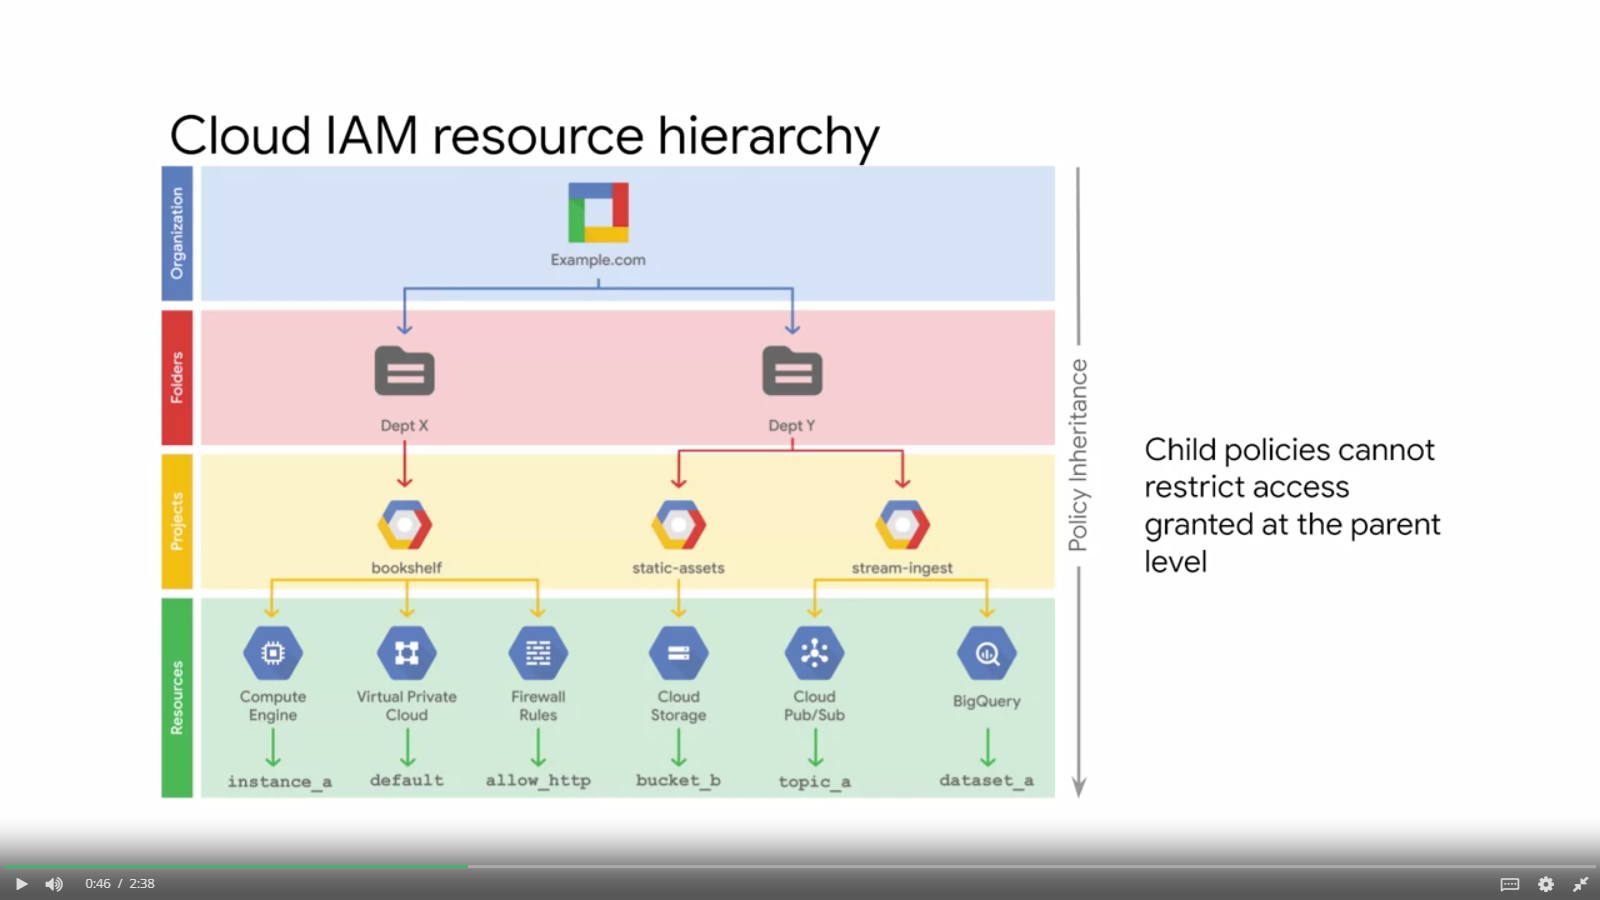 Cloud IAM resource hierarchy
Organization
Example.com
Folders
Dept X
Dept Y
Projects
bookshelf
static-assets
stream-ingest
Resources
Compute
Engine
Virtual Private
Cloud
Firewall
Rules
Cloud
Storage
Cloud
Pub/Sub
BigQuery
instance_a
default
allow_http
bucket_b
topic_a
dataset_a
Policy Inheritance
Child policies cannot
restrict access
granted at the parent
level
0:46 / 2:38